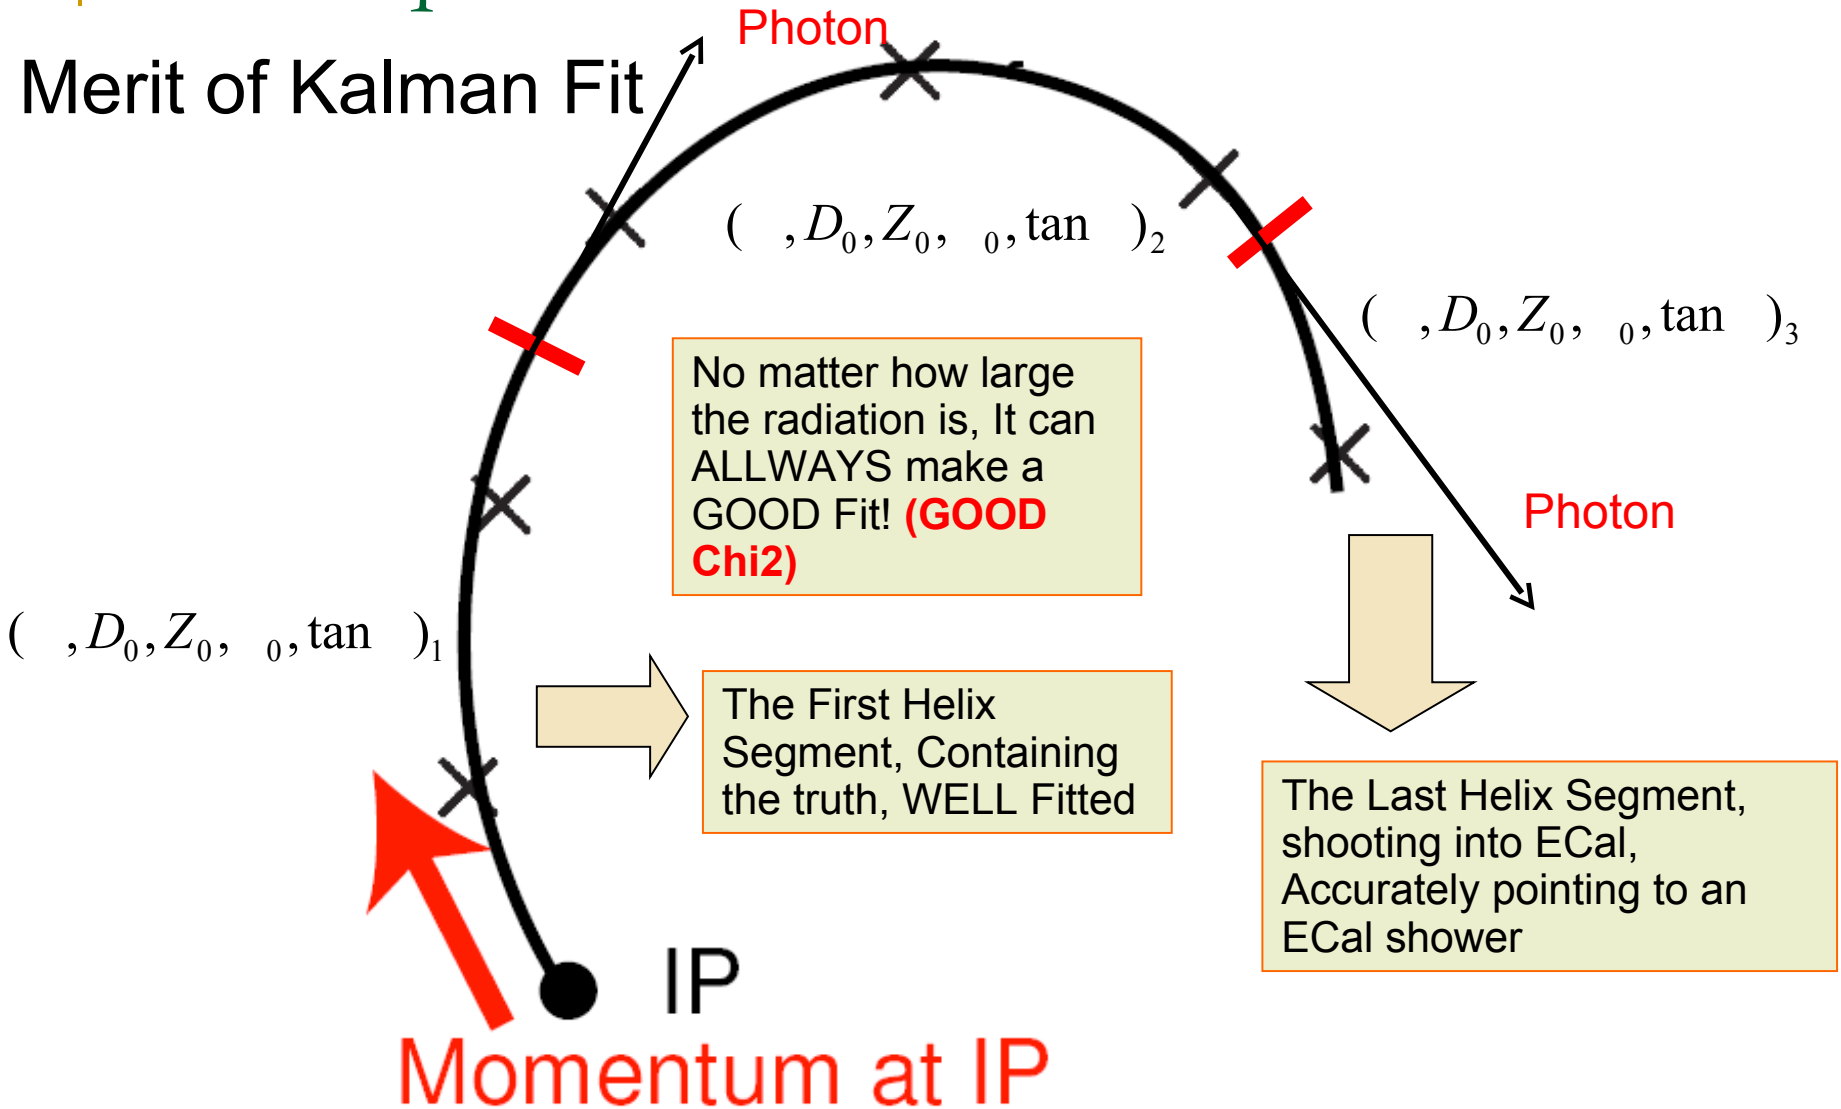 Photon
Merit of Kalman Fit
( , D₀, Z₀, ₀, tan )₂
( , D₀, Z₀, ₀, tan )₃
No matter how large
the radiation is, It can
ALLWAYS make a
GOOD Fit! (GOOD
Chi2)
Photon
( , D₀, Z₀, ₀, tan )₁
The First Helix
Segment, Containing
the truth, WELL Fitted
The Last Helix Segment,
shooting into ECal,
Accurately pointing to an
ECal shower
IP
Momentum at IP